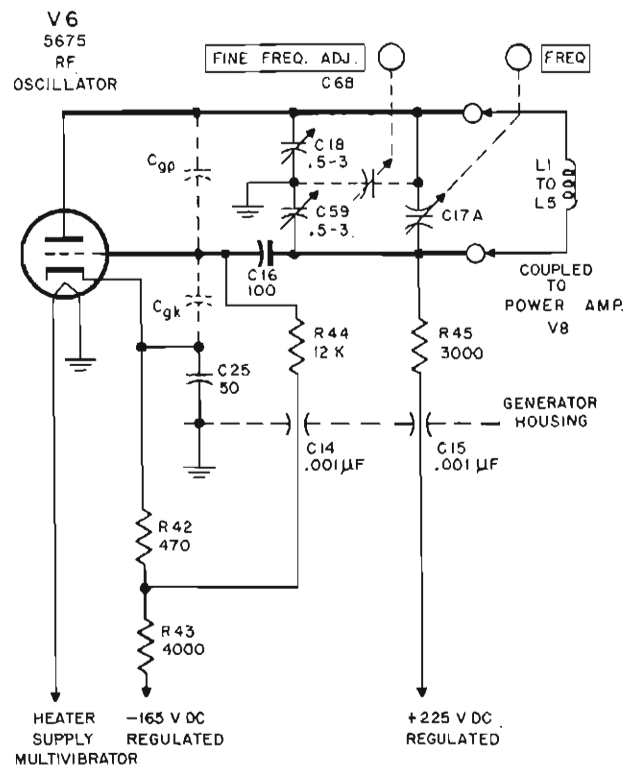 V6
5675
RF
OSCILLATOR
FINE FREQ. ADJ.
C68
FREQ
Cgp
C18
.5-3
C59
.5-3
C17A
L1
TO
L5
C16
100
Cgk
COUPLED
TO
POWER AMP.
V8
R44
12 K
R45
3000
C25
50
GENERATOR
HOUSING
C14
.001μF
C15
.001μF
R42
470
R43
4000
HEATER
SUPPLY
MULTIVIBRATOR
-165 V DC
REGULATED
+225 V DC
REGULATED